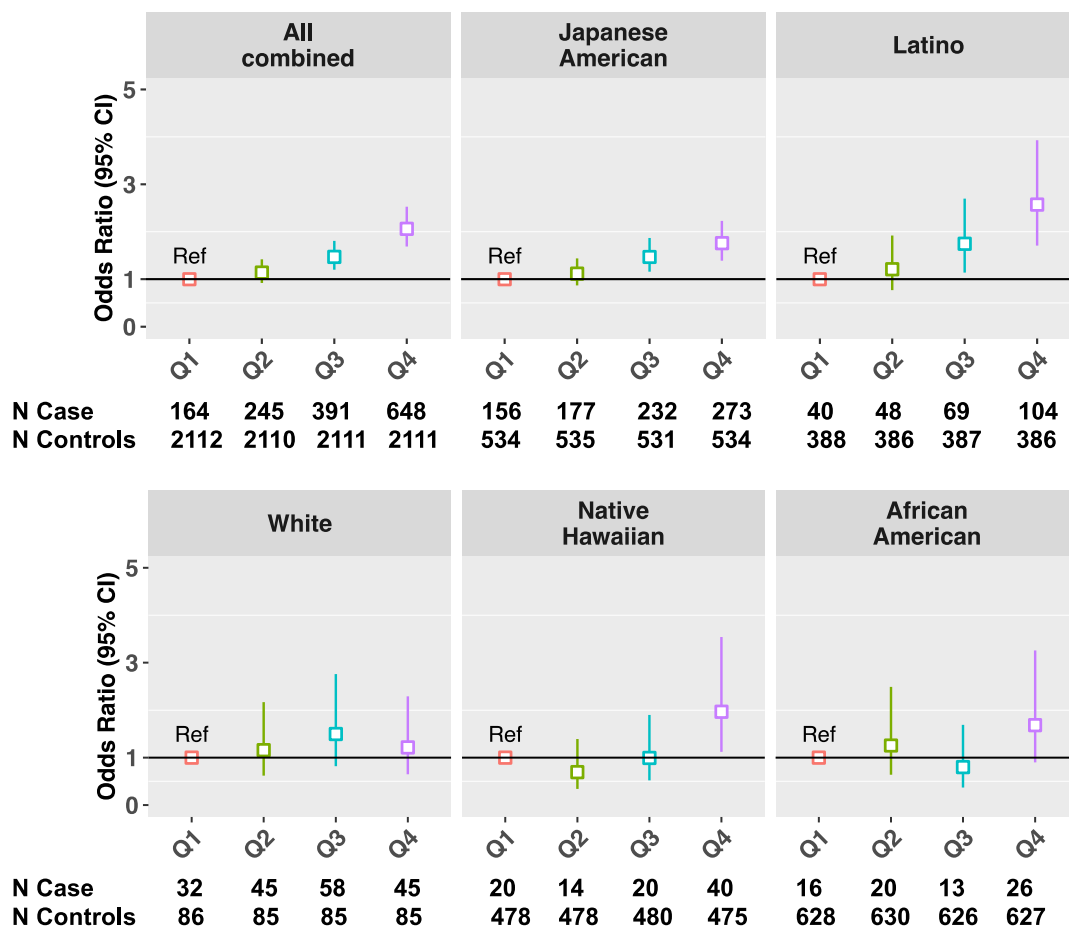 All
combined
Japanese
American
Latino
Odds Ratio (95% CI)
5
3
1
0
Ref
Ref
Ref
Q1 Q2 Q3 Q4 Q1 Q2 Q3 Q4 Q1 Q2 Q3 Q4
N Case 164 245 391 648 156 177 232 273 40 48 69 104
N Controls 2112 2110 2111 2111 534 535 531 534 388 386 387 386
White
Native
Hawaiian
African
American
Odds Ratio (95% CI)
5
3
1
0
Ref
Ref
Ref
Q1 Q2 Q3 Q4 Q1 Q2 Q3 Q4 Q1 Q2 Q3 Q4
N Case 32 45 58 45 20 14 20 40 16 20 13 26
N Controls 86 85 85 85 478 478 480 475 628 630 626 627